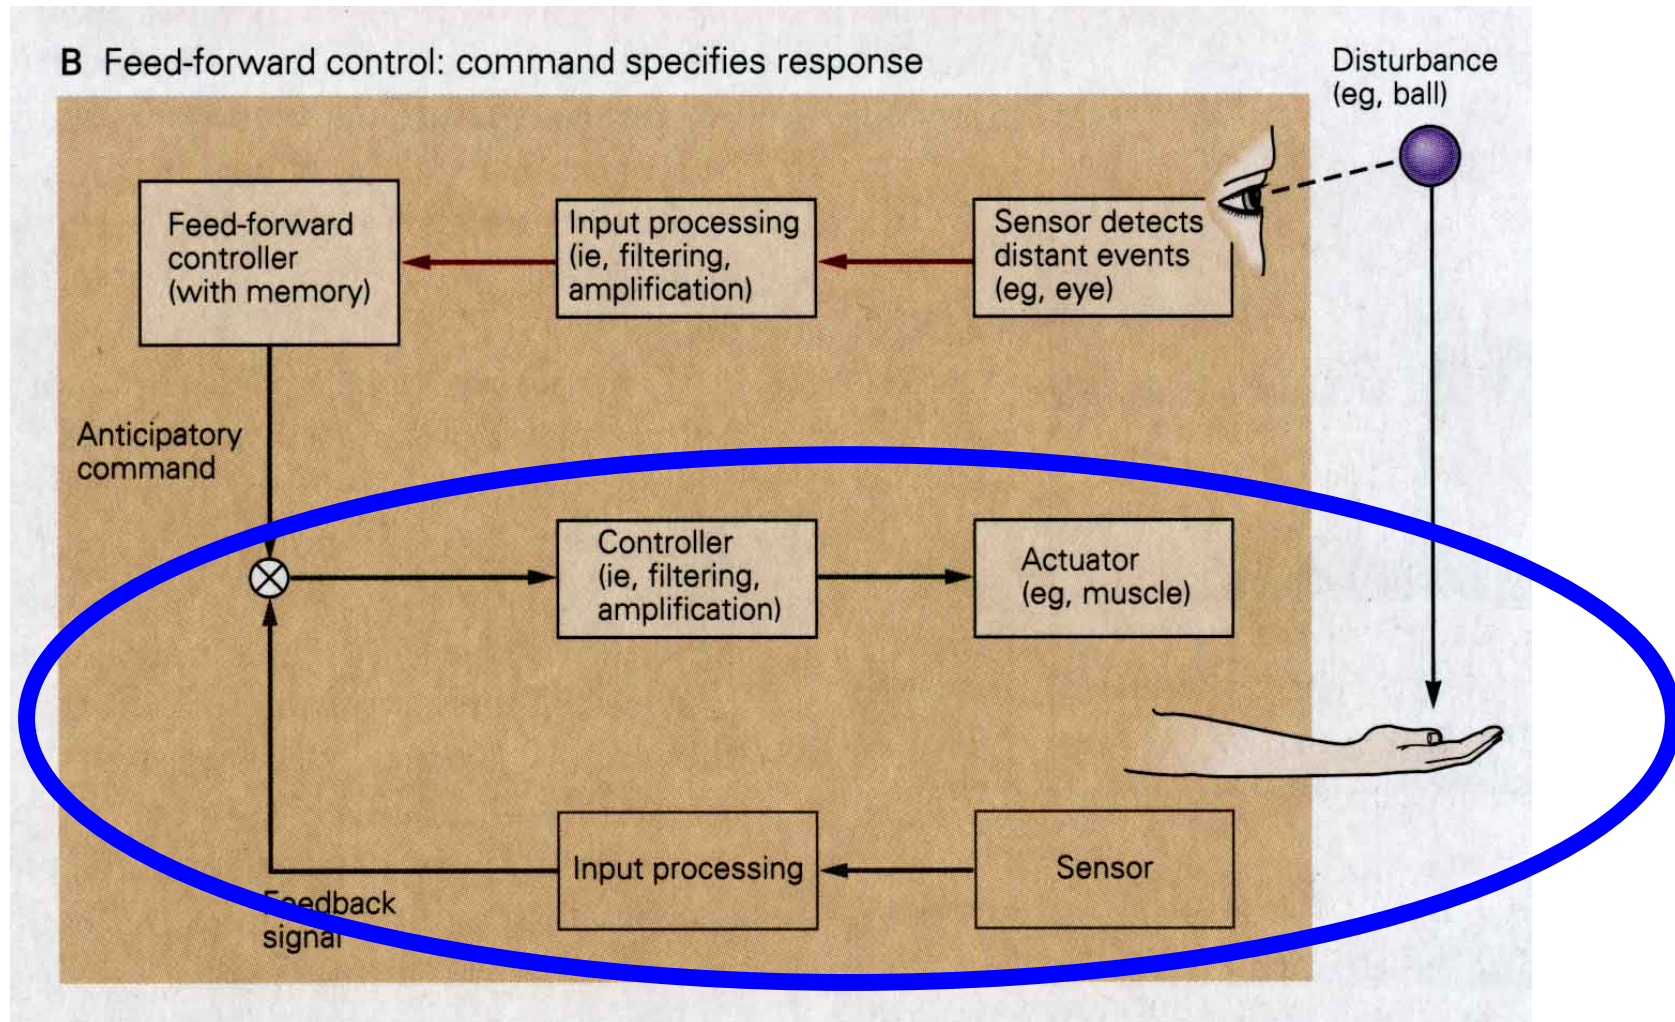 B Feed-forward control: command specifies response
Disturbance
(eg, ball)
Feed-forward
controller
(with memory)
Input processing
(ie, filtering,
amplification)
Sensor detects
distant events
(eg, eye)
Anticipatory
command
Controller
(ie, filtering,
amplification)
Actuator
(eg, muscle)
Input processing
Sensor
Feedback
signal